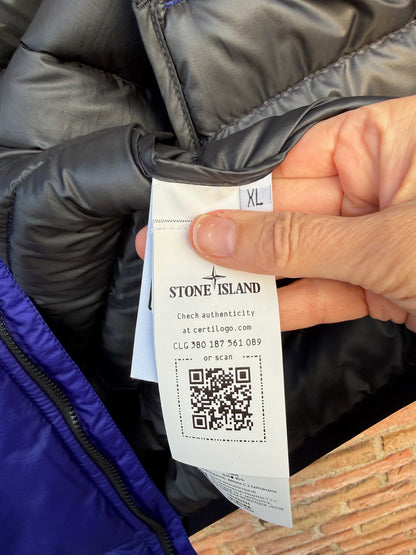 XL
STONE ISLAND
Check authenticity
at certilogo.com
CLG 380 187 561 089
or scan